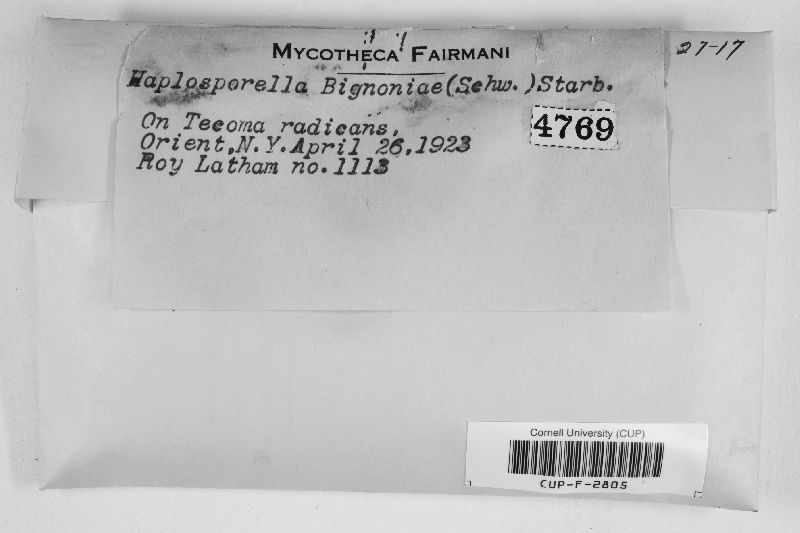 MYCOTHECA FAIRMANI
27-17
Haplosporella Bignoniae(Schw.)Starb.
On Tecoma radicans,
4769
Orient,N.Y.April 26,1923
Roy Latham no.1113
Cornell University (CUP)
CUP-F-2805